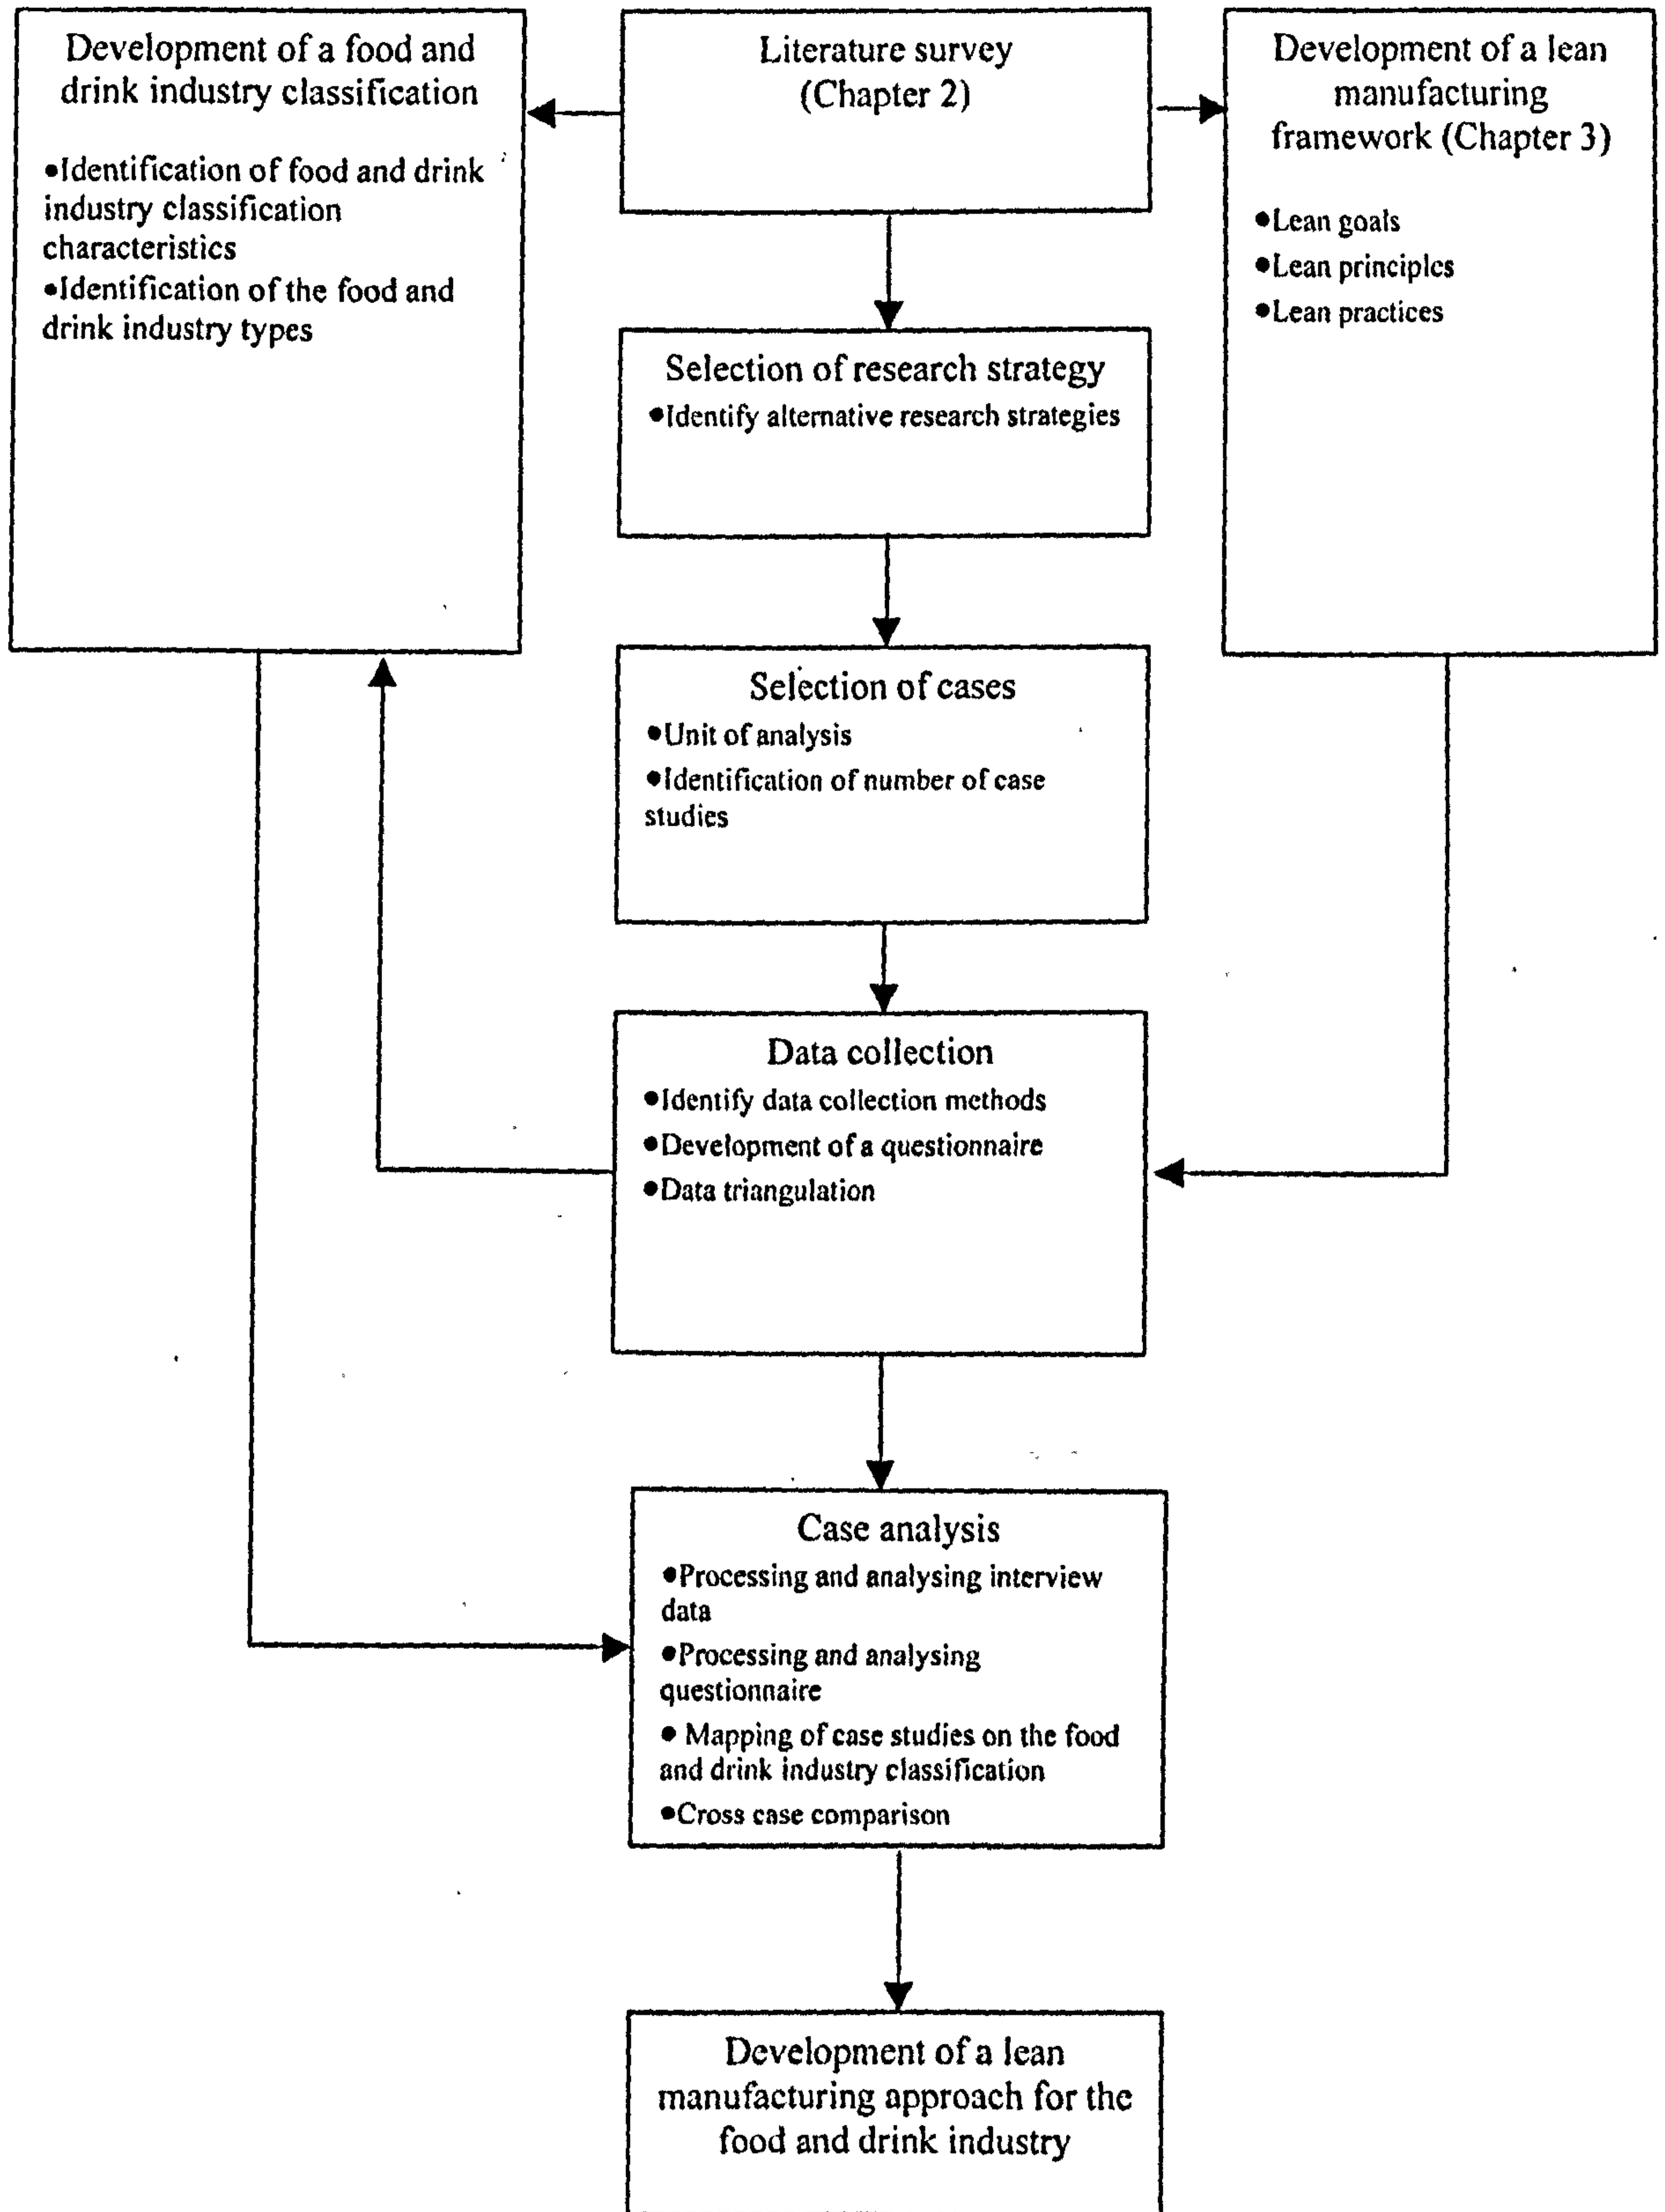 Development of a food and
drink industry classification
•Identification of food and drink
industry classification
characteristics
•Identification of the food and
drink industry types
Literature survey
(Chapter 2)
Development of a lean
manufacturing
framework (Chapter 3)
•Lean goals
•Lean principles
•Lean practices
Selection of research strategy
•Identify alternative research strategies
Selection of cases
•Unit of analysis
•Identification of number of case
studies
Data collection
•Identify data collection methods
•Development of a questionnaire
•Data triangulation
Case analysis
•Processing and analysing interview
data
•Processing and analysing
questionnaire
• Mapping of case studies on the food
and drink industry classification
•Cross case comparison
Development of a lean
manufacturing approach for the
food and drink industry